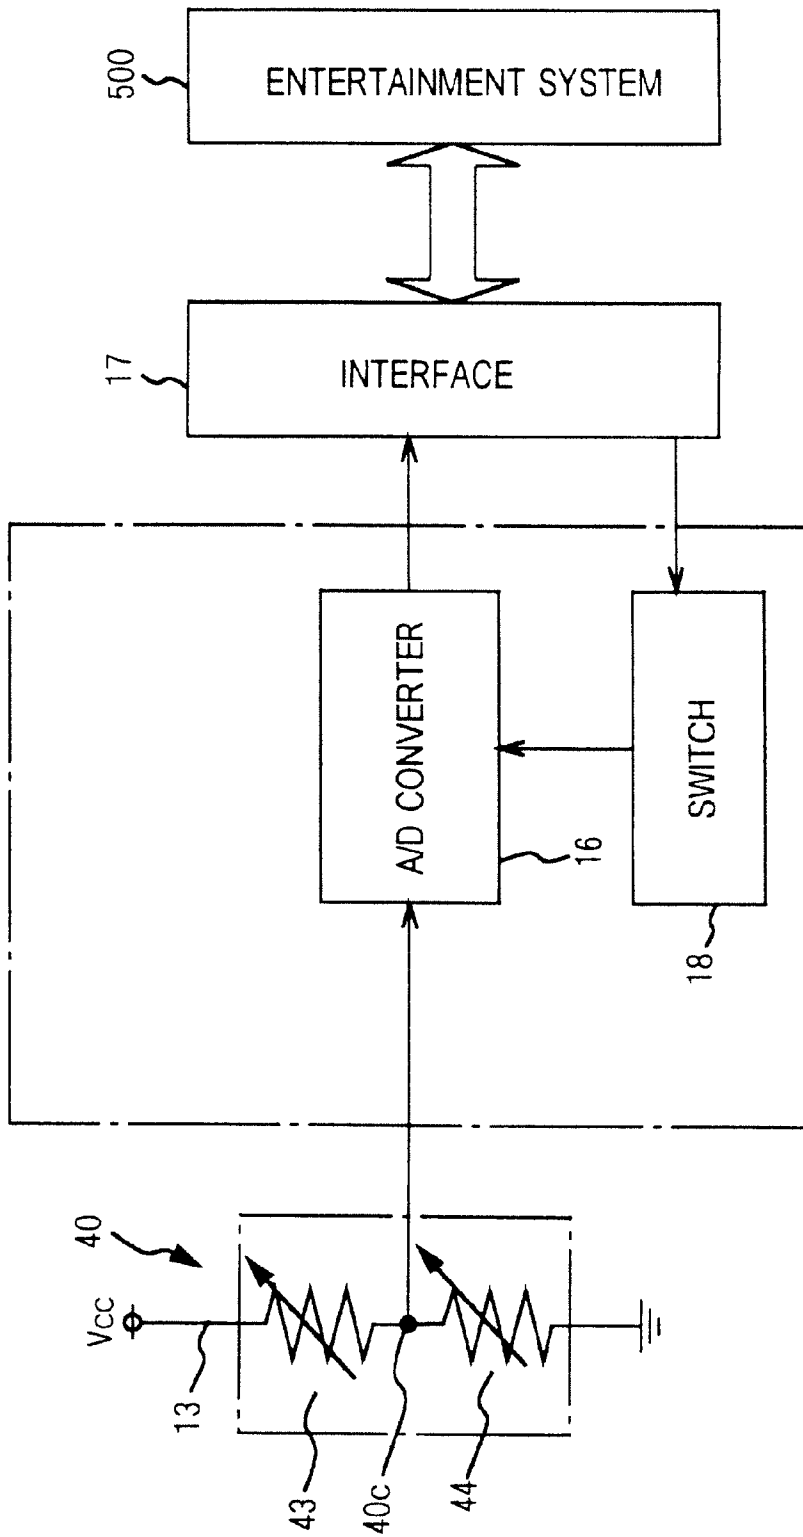 500
ENTERTAINMENT SYSTEM
17
INTERFACE
A/D CONVERTER
16
SWITCH
18
40
Vcc
13
43
40c
44